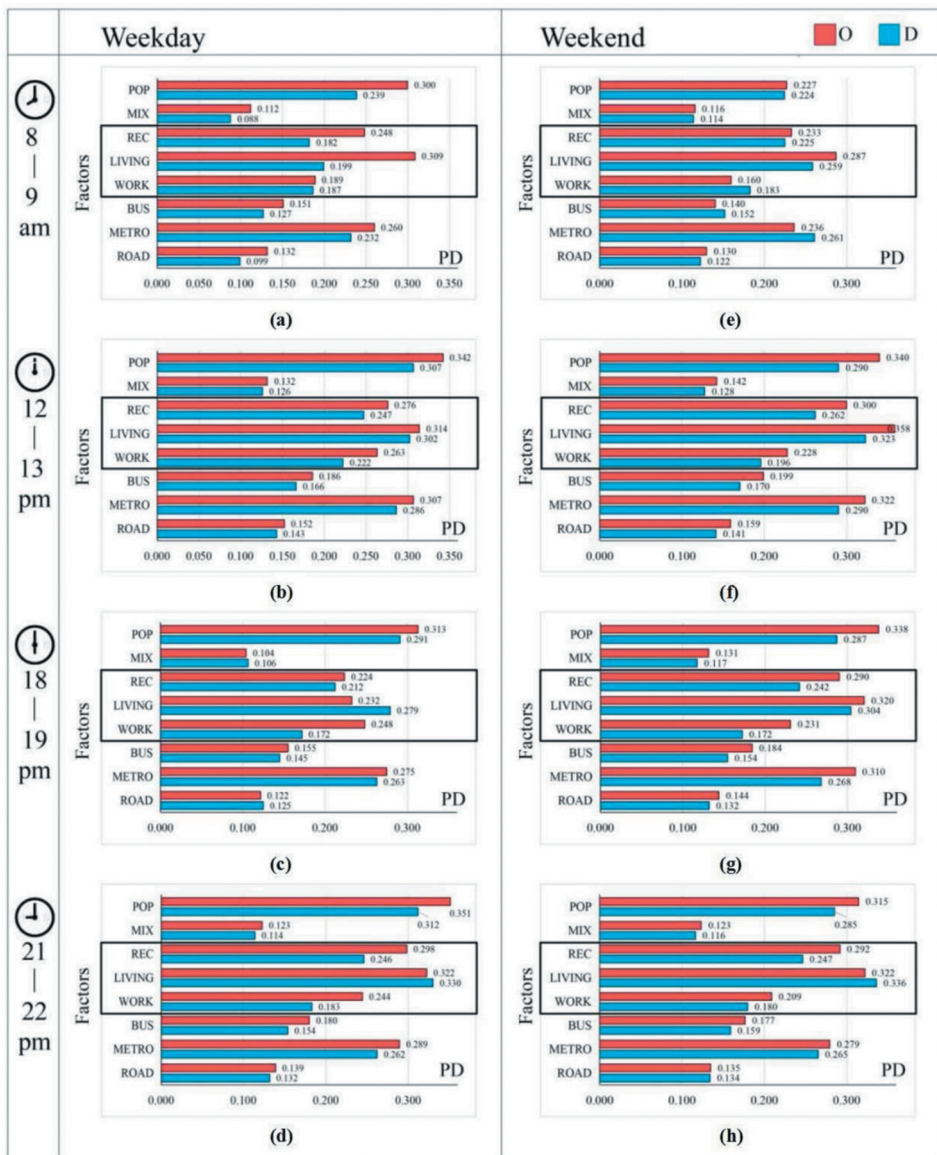 Weekday
Weekend
O D
8
|
9
am
Factors
POP 0.300
0.239
MIX 0.112
0.088
REC 0.248
0.182
LIVING 0.309
0.199
WORK 0.189
0.187
BUS 0.151
0.127
METRO 0.260
0.232
ROAD 0.132
0.099
PD
0.000 0.050 0.100 0.150 0.200 0.250 0.300 0.350
(a)
Factors
POP 0.227
0.224
MIX 0.116
0.114
REC 0.233
0.225
LIVING 0.287
0.259
WORK 0.160
0.183
BUS 0.140
0.152
METRO 0.236
0.261
ROAD 0.130
0.122
PD
0.000 0.100 0.200 0.300
(e)
12
|
13
pm
Factors
POP 0.342
0.307
MIX 0.132
0.126
REC 0.276
0.247
LIVING 0.314
0.302
WORK 0.263
0.222
BUS 0.186
0.166
METRO 0.307
0.286
ROAD 0.152
0.143
PD
0.000 0.050 0.100 0.150 0.200 0.250 0.300 0.350
(b)
Factors
POP 0.340
0.290
MIX 0.142
0.128
REC 0.300
0.262
LIVING 0.358
0.323
WORK 0.228
0.196
BUS 0.199
0.170
METRO 0.322
0.290
ROAD 0.159
0.141
PD
0.000 0.100 0.200 0.300
(f)
18
|
19
pm
Factors
POP 0.313
0.291
MIX 0.104
0.106
REC 0.224
0.212
LIVING 0.232
0.279
WORK 0.248
0.172
BUS 0.155
0.145
METRO 0.275
0.263
ROAD 0.122
0.125
PD
0.000 0.100 0.200 0.300
(c)
Factors
POP 0.338
0.287
MIX 0.131
0.117
REC 0.290
0.242
LIVING 0.320
0.304
WORK 0.231
0.172
BUS 0.184
0.154
METRO 0.310
0.268
ROAD 0.144
0.132
PD
0.000 0.100 0.200 0.300
(g)
21
|
22
pm
Factors
POP 0.351
0.312
MIX 0.123
0.114
REC 0.298
0.246
LIVING 0.322
0.330
WORK 0.244
0.183
BUS 0.180
0.154
METRO 0.289
0.262
ROAD 0.139
0.132
PD
0.000 0.100 0.200 0.300
(d)
Factors
POP 0.315
0.285
MIX 0.123
0.116
REC 0.292
0.247
LIVING 0.322
0.336
WORK 0.209
0.180
BUS 0.177
0.159
METRO 0.279
0.265
ROAD 0.135
0.134
PD
0.000 0.100 0.200 0.300
(h)